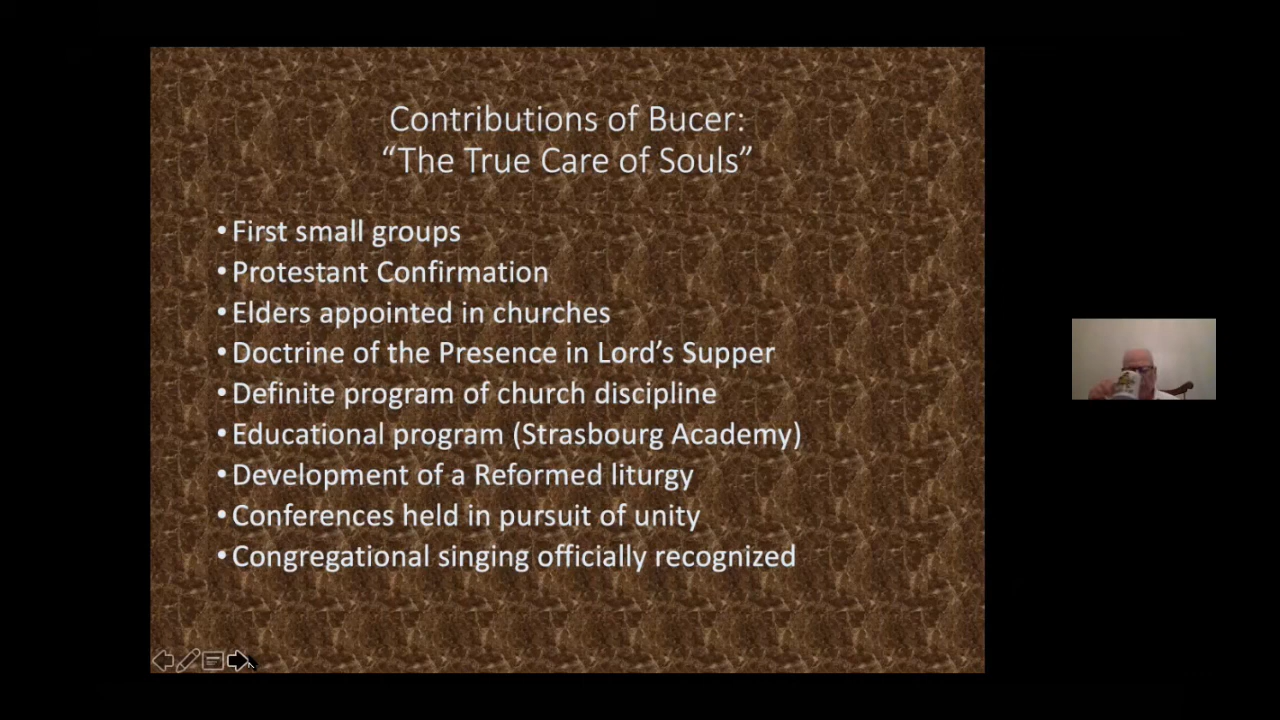 Contributions of Bucer:
“The True Care of Souls”
• First small groups
• Protestant Confirmation
• Elders appointed in churches
• Doctrine of the Presence in Lord’s Supper
• Definite program of church discipline
• Educational program (Strasbourg Academy)
• Development of a Reformed liturgy
• Conferences held in pursuit of unity
• Congregational singing officially recognized